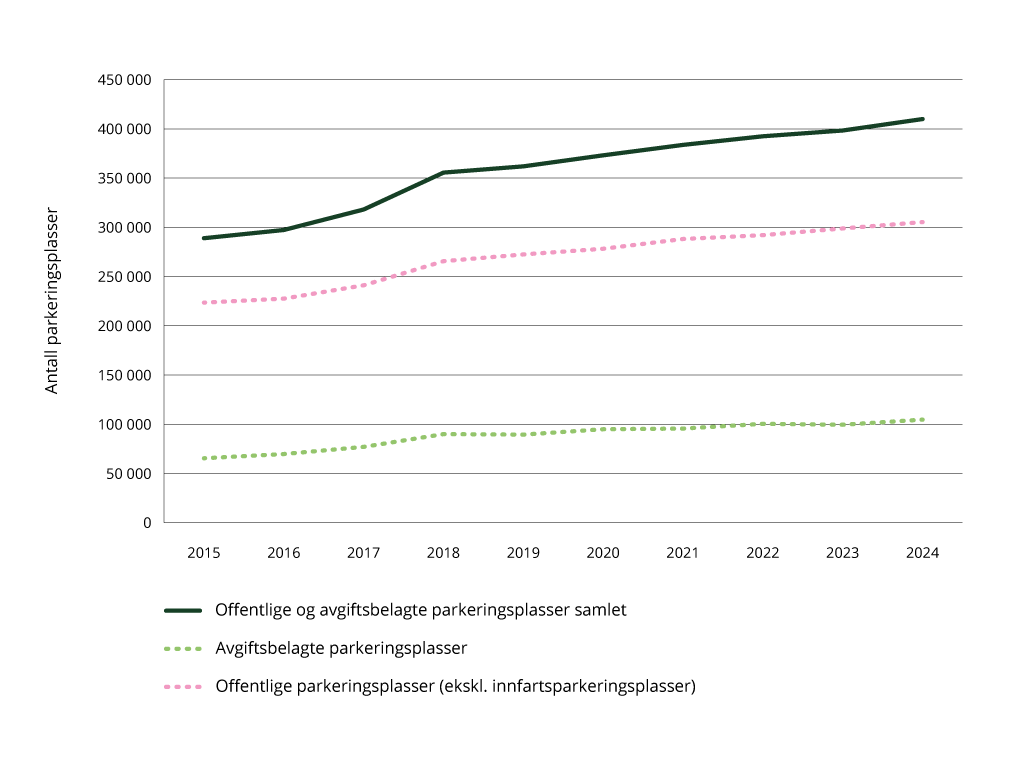 450 000
400 000
350 000
300 000
250 000
200 000
150 000
100 000
50 000
0
Antall parkeringsplasser
2015 2016 2017 2018 2019 2020 2021 2022 2023 2024
Offentlige og avgiftsbelagte parkeringsplasser samlet
Avgiftsbelagte parkeringsplasser
Offentlige parkeringsplasser (ekskl. innfartsparkeringsplasser)